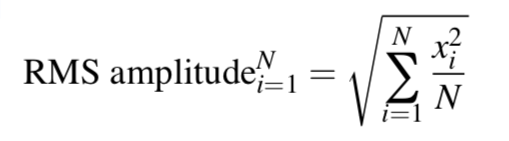 RMS amplitude$_{i=1}^{N} = \sqrt{\sum_{i=1}^{N} \frac{x_i^2}{N}}$